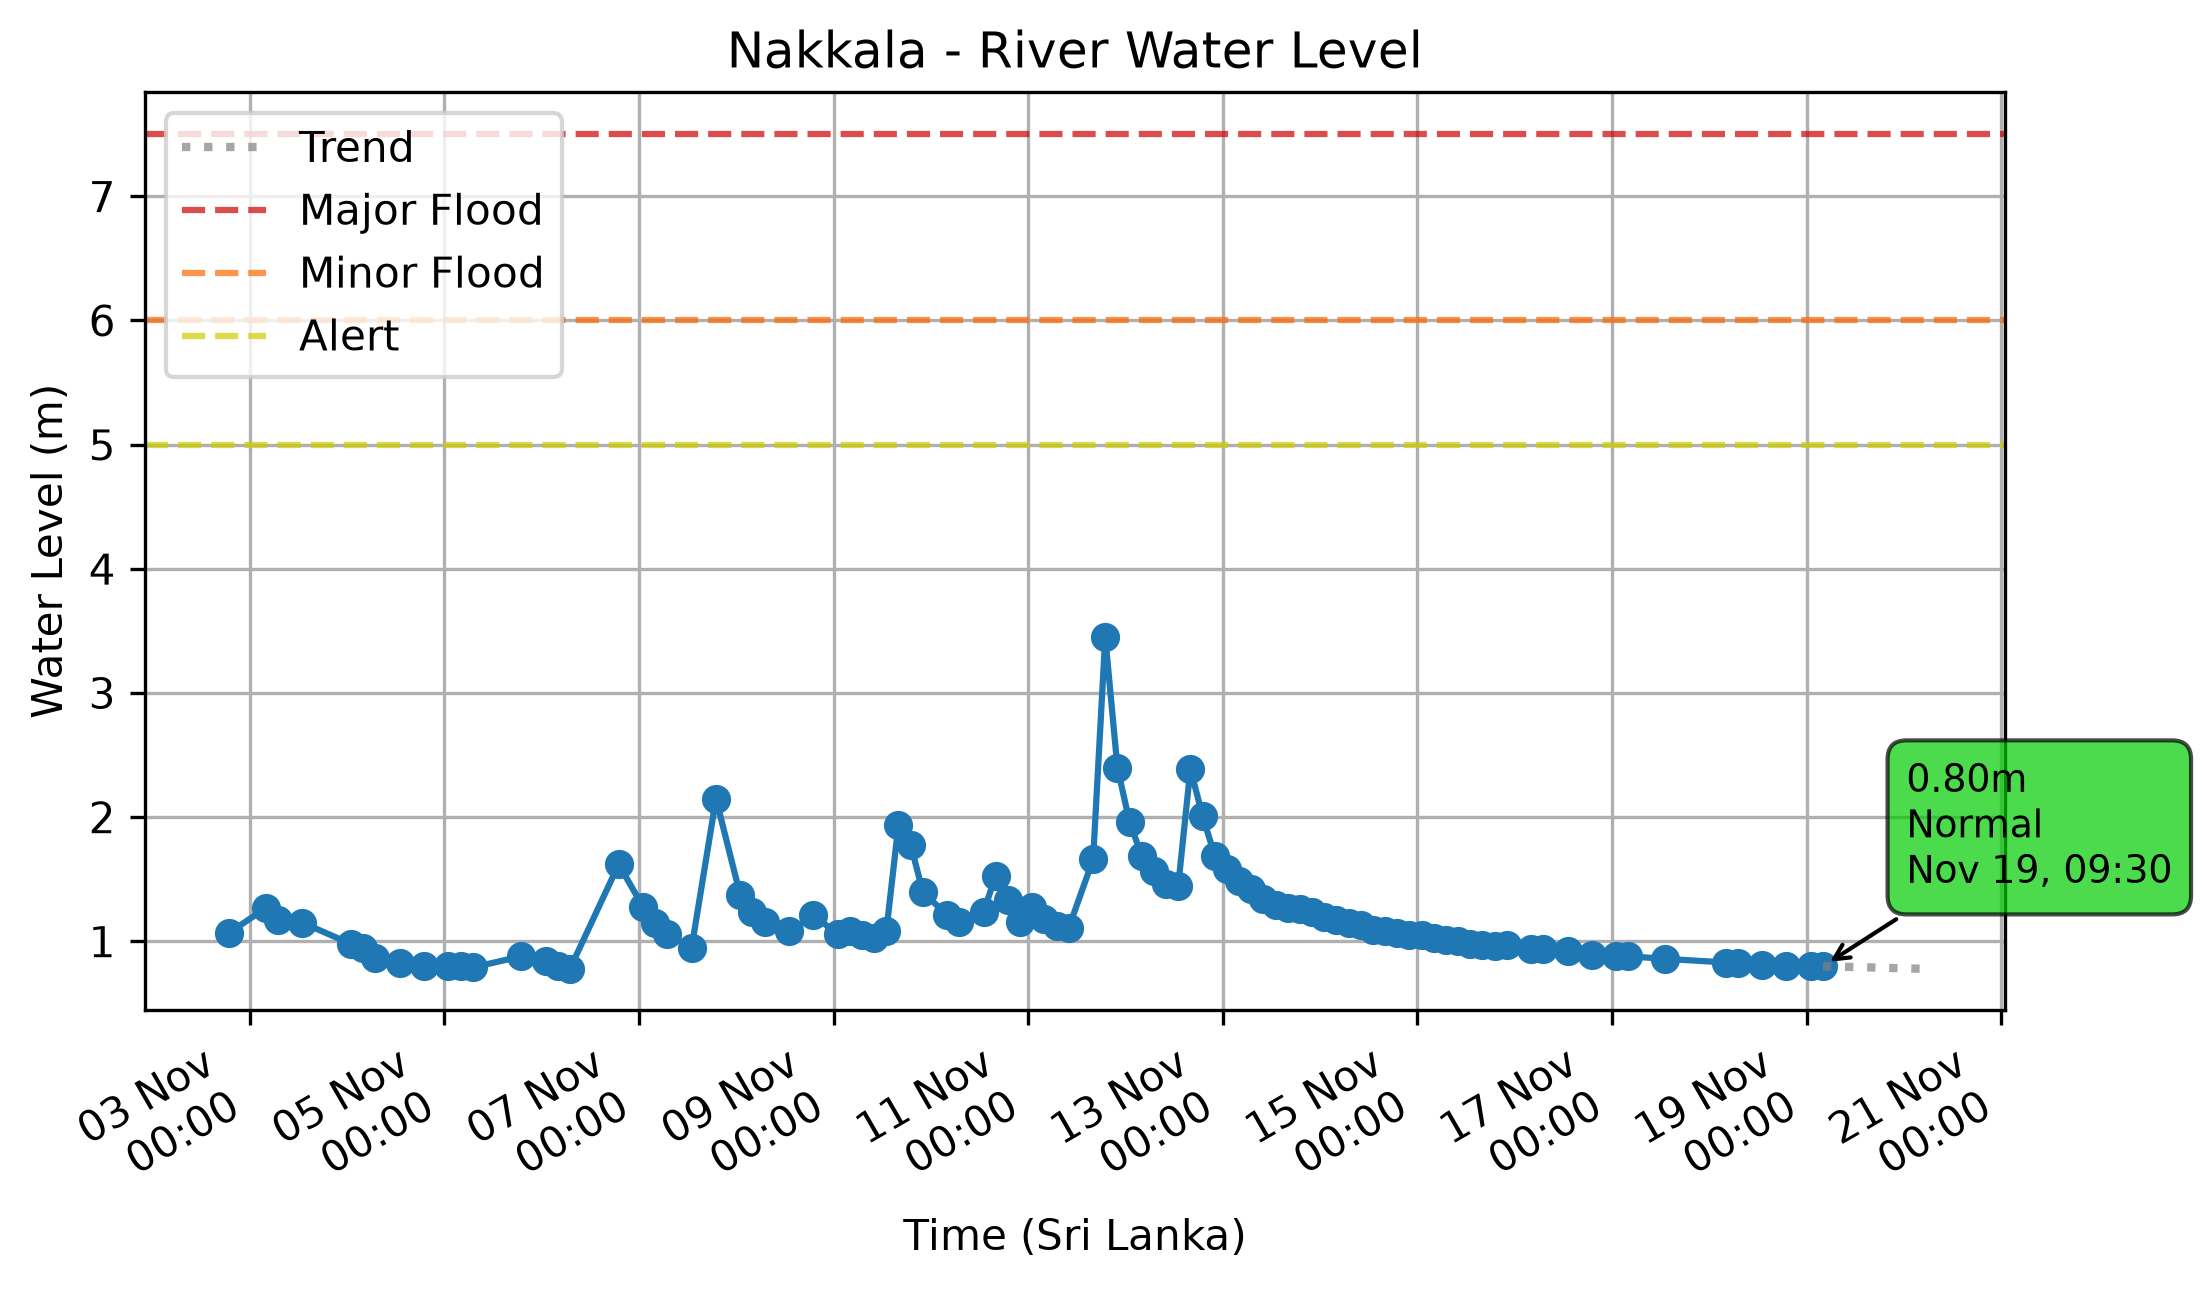 Nakkala - River Water Level
Trend
Major Flood
Minor Flood
Alert
Water Level (m)
7
6
5
4
3
2
1
0.80m
Normal
Nov 19, 09:30
03 Nov
00:00
05 Nov
00:00
07 Nov
00:00
09 Nov
00:00
11 Nov
00:00
13 Nov
00:00
15 Nov
00:00
17 Nov
00:00
19 Nov
00:00
21 Nov
00:00
Time (Sri Lanka)